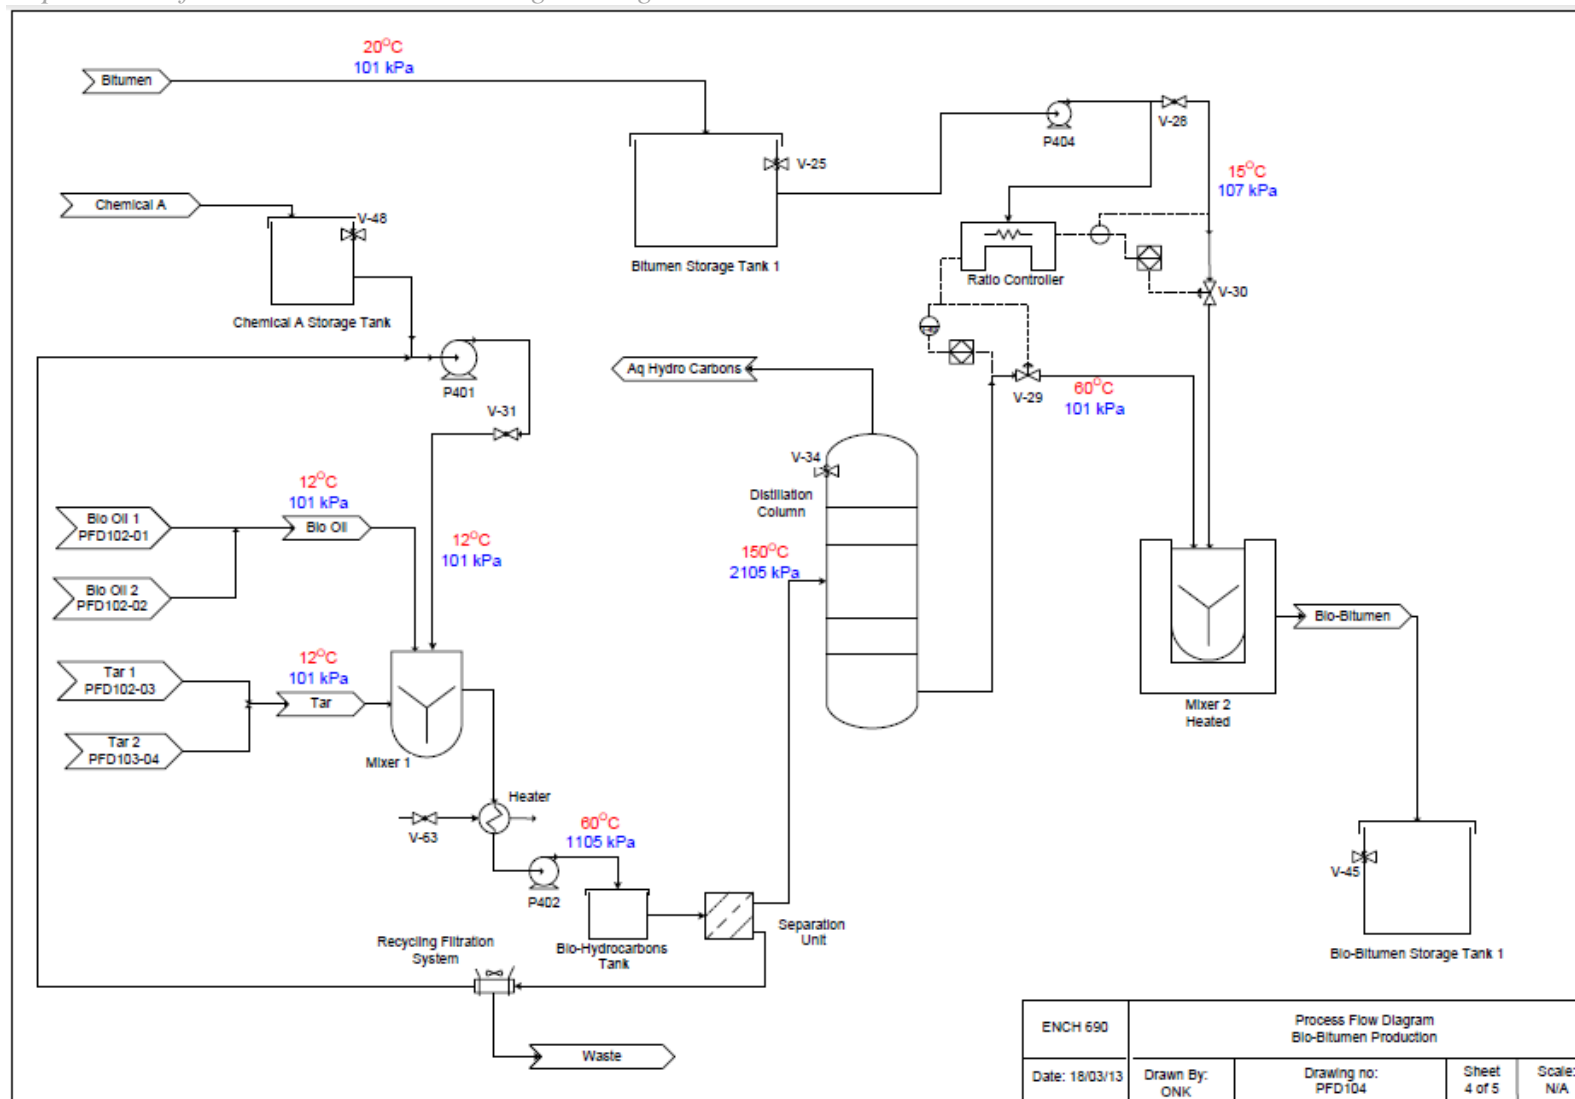 20°C
101 kPa
Bitumen
P404
V-28
V-25
15°C
107 kPa
Chemical A
V-48
Bitumen Storage Tank 1
Ratio Controller
V-30
Chemical A Storage Tank
Aq Hydro Carbons
P401
V-29
60°C
101 kPa
V-31
V-34
12°C
101 kPa
Distillation
Column
Bio Oil 1
PFD102-01
Bio Oil
12°C
101 kPa
150°C
2105 kPa
Bio Oil 2
PFD102-02
Bio-Bitumen
12°C
101 kPa
Tar 1
PFD102-03
Tar
Mixer 2
Heated
Tar 2
PFD103-04
Mixer 1
Heater
V-63
60°C
1105 kPa
V-45
P402
Separation
Unit
Bio-Hydrocarbons
Tank
Recycling Filtration
System
Bio-Bitumen Storage Tank 1
Waste
ENCH 690
Process Flow Diagram
Bio-Bitumen Production
Date: 18/03/13
Drawn By:
ONK
Drawing no:
PFD104
Sheet
4 of 5
Scale:
N/A